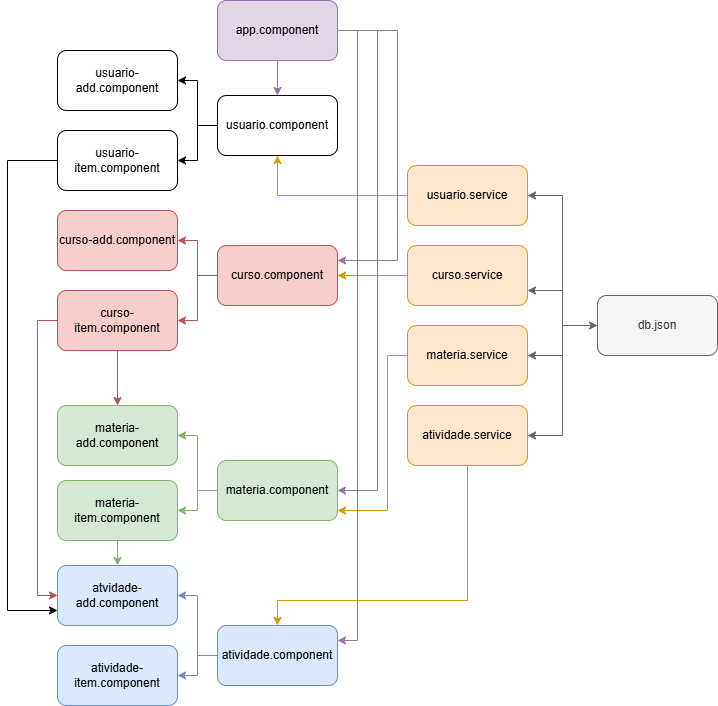 app.component
usuario-
add.component
usuario.component
usuario-
item.component
usuario.service
curso-add.component
curso.component
curso.service
curso-
item.component
db.json
materia.service
materia-
add.component
atividade.service
materia.component
materia-
item.component
atvidade-
add.component
atividade.component
atividade-
item.component